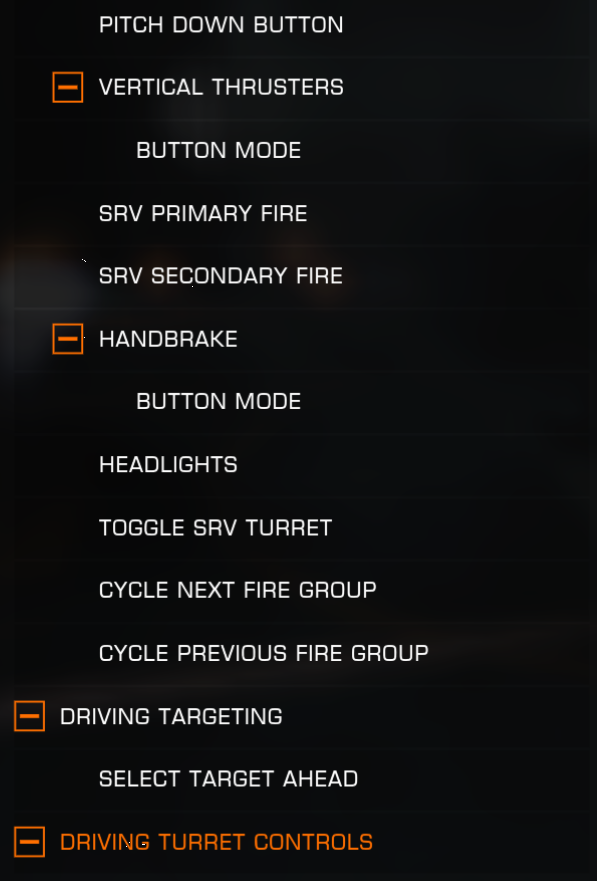 PITCH DOWN BUTTON
VERTICAL THRUSTERS
BUTTON MODE
SRV PRIMARY FIRE
SRV SECONDARY FIRE
HANDBRAKE
BUTTON MODE
HEADLIGHTS
TOGGLE SRV TURRET
CYCLE NEXT FIRE GROUP
CYCLE PREVIOUS FIRE GROUP
DRIVING TARGETING
SELECT TARGET AHEAD
DRIVING TURRET CONTROLS